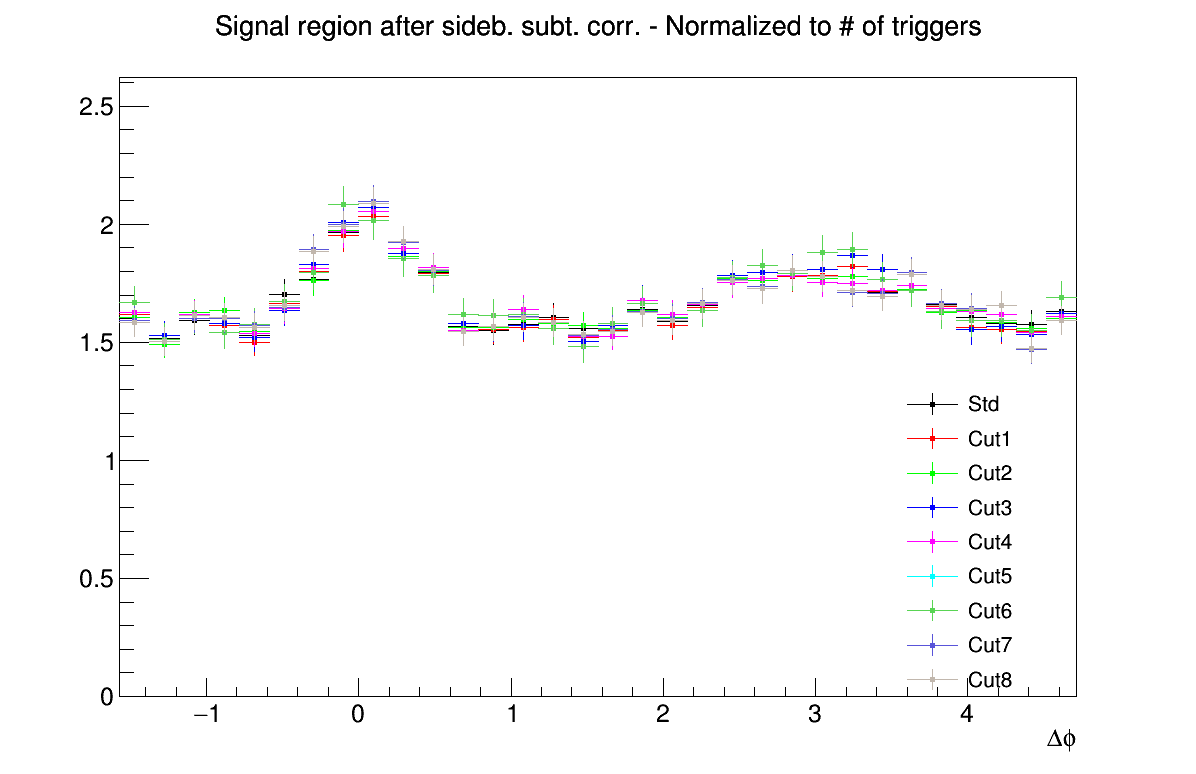 Signal region after sideb. subt. corr. - Normalized to # of triggers
2.5
2
1.5
1
0.5
0
Std
Cut1
Cut2
Cut3
Cut4
Cut5
Cut6
Cut7
Cut8
−1 0 1 2 3 4
Δϕ